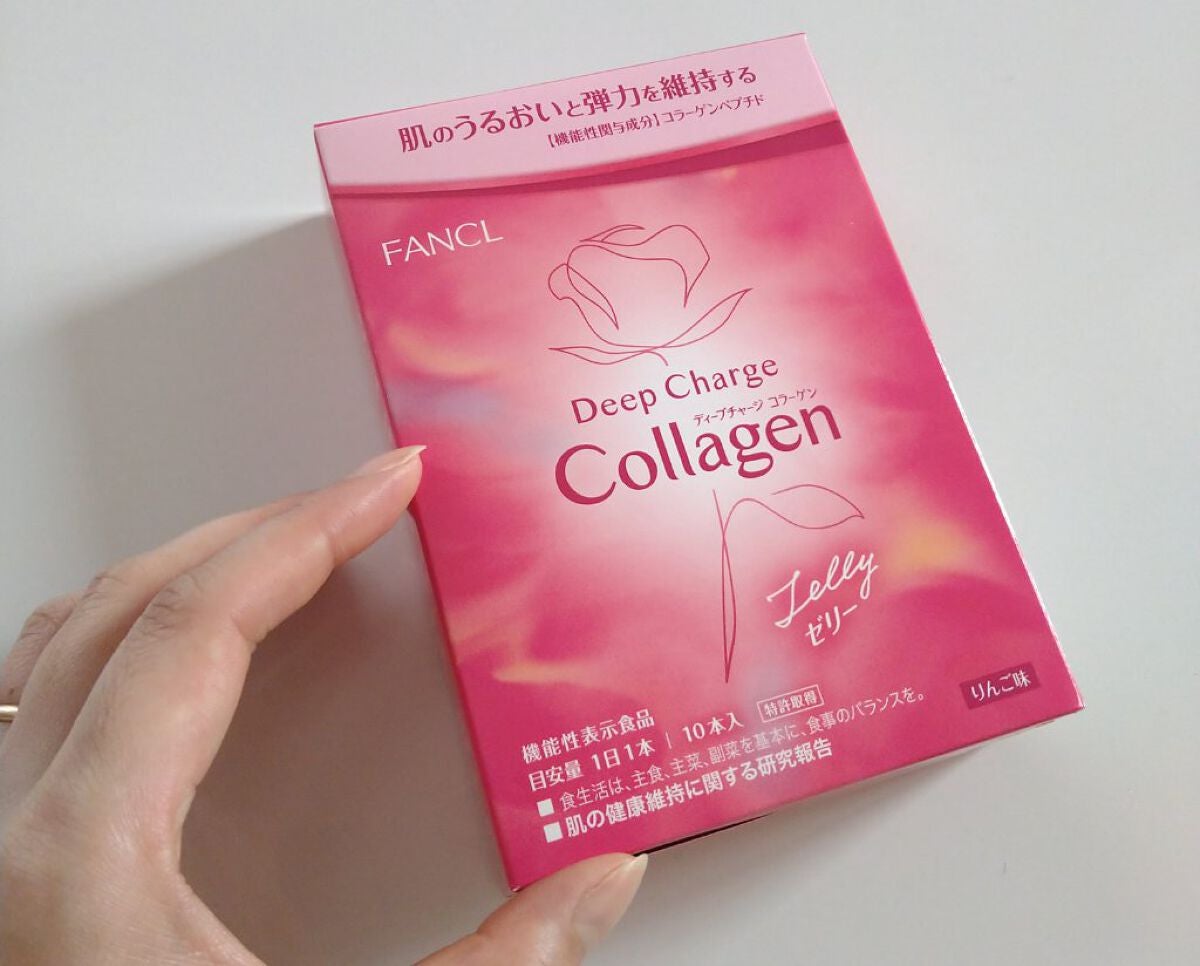 肌のうるおいと弾力を維持する
【機能性関与成分】コラーゲンペプチド
FANCL
Deep Charge
ディープチャージ コラーゲン
Collagen
Jelly
ゼリー
りんご味
機能性表示食品
目安量 1日1本 | 10本入 特許取得
■ 食生活は、主食、主菜、副菜を基本に、食事のバランスを。
■ 肌の健康維持に関する研究報告